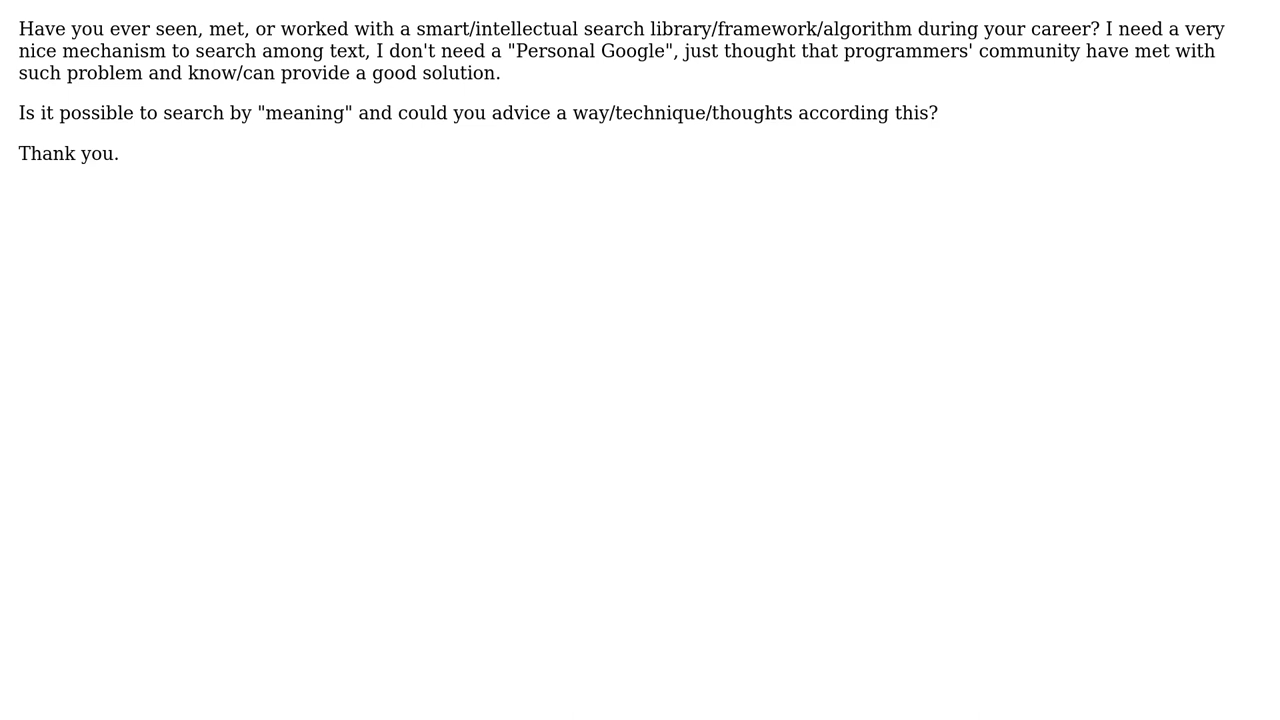 Have you ever seen, met, or worked with a smart/intellectual search library/framework/algorithm during your career? I need a very
nice mechanism to search among text, I don't need a "Personal Google", just thought that programmers' community have met with
such problem and know/can provide a good solution.
Is it possible to search by "meaning" and could you advice a way/technique/thoughts according this?
Thank you.